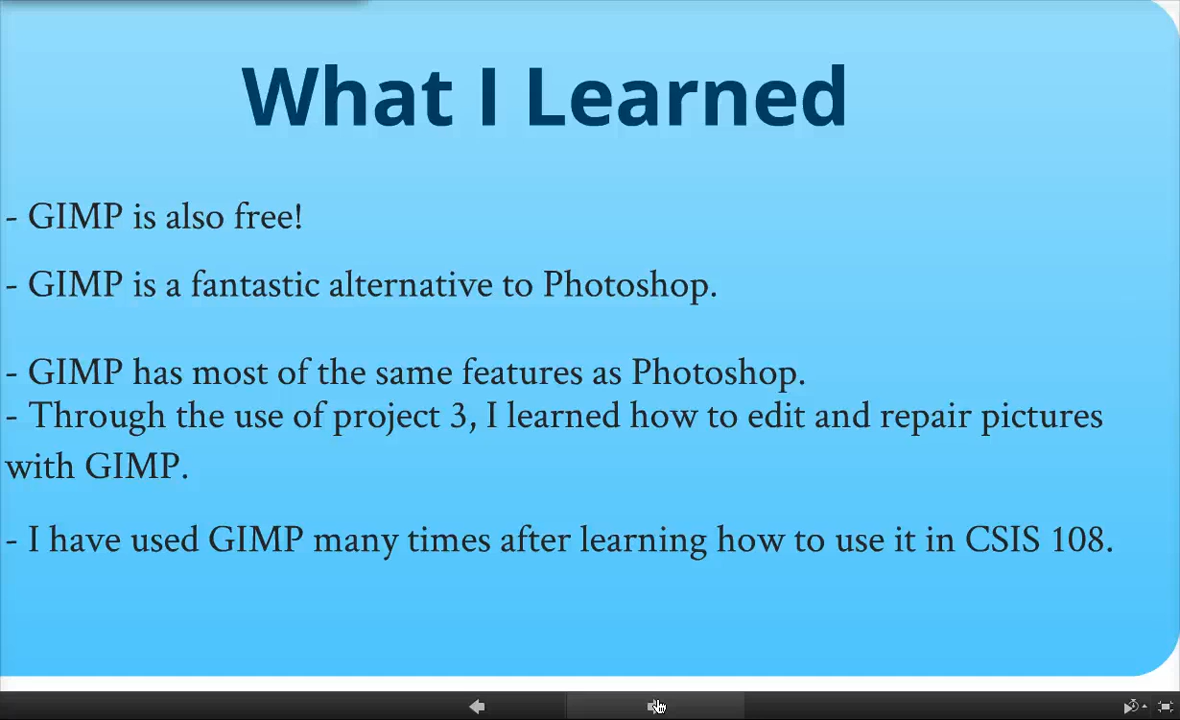 What I Learned
- GIMP is also free!
- GIMP is a fantastic alternative to Photoshop.
- GIMP has most of the same features as Photoshop.
- Through the use of project 3, I learned how to edit and repair pictures
with GIMP.
- I have used GIMP many times after learning how to use it in CSIS 108.